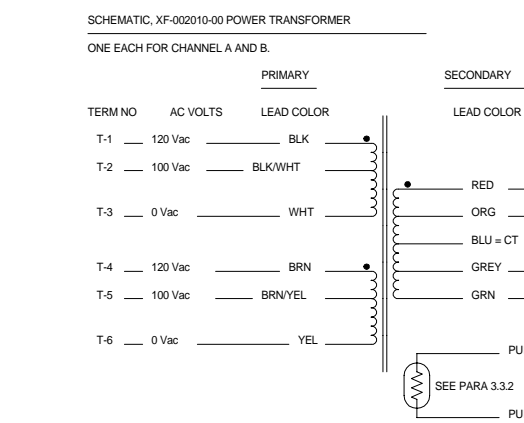 SCHEMATIC, XF-002010-00 POWER TRANSFORMER
ONE EACH FOR CHANNEL A AND B.
PRIMARY SECONDARY
TERM NO AC VOLTS LEAD COLOR LEAD COLOR
T-1 120 Vac BLK
T-2 100 Vac BLK/WHT
RED
T-3 0 Vac WHT ORG
BLU = CT
T-4 120 Vac BRN GREY
T-5 100 Vac BRN/YEL GRN
T-6 0 Vac YEL
PU
SEE PARA 3.3.2
PU